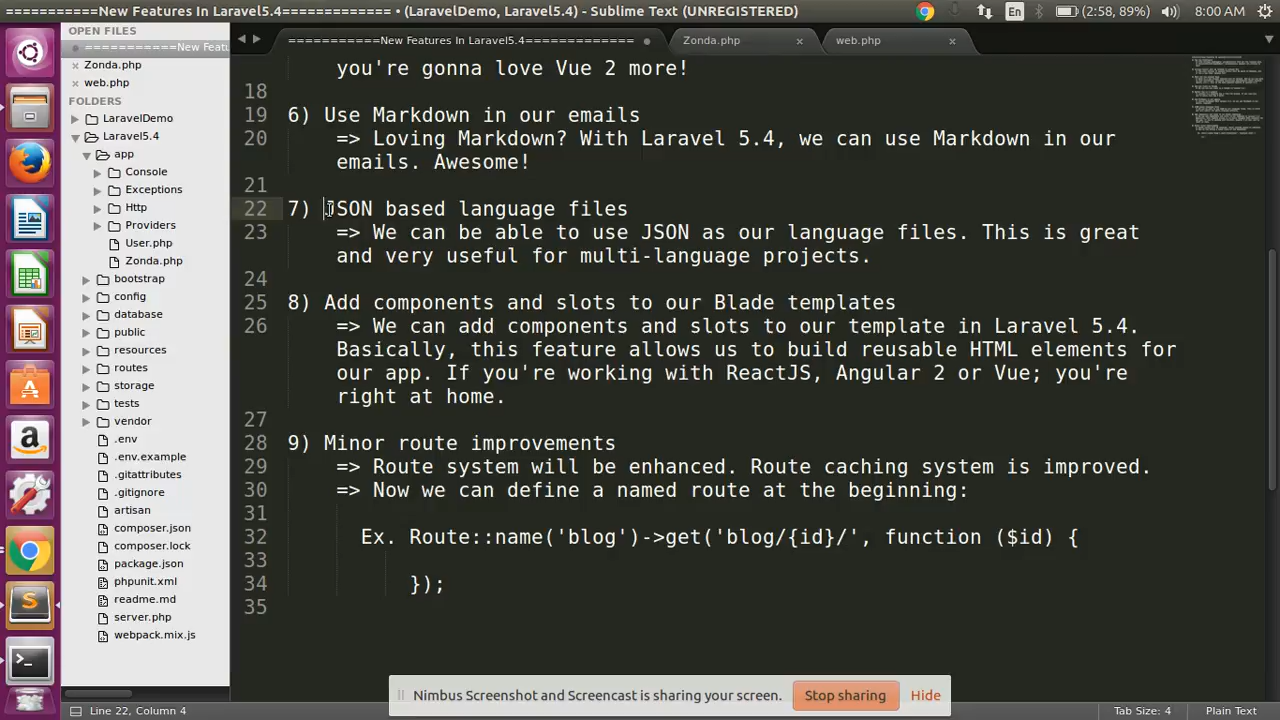 ===========New Features In Laravel5.4============= • (LaravelDemo, Laravel5.4) - Sublime Text (UNREGISTERED)
En
(2:58, 89%)
8:00 AM
OPEN FILES
===========New Featu
Zonda.php
web.php
FOLDERS
LaravelDemo
Laravel5.4
app
Console
Exceptions
Http
Providers
User.php
Zonda.php
bootstrap
config
database
public
resources
routes
storage
tests
vendor
.env
.env.example
.gitattributes
.gitignore
artisan
composer.json
composer.lock
package.json
phpunit.xml
readme.md
server.php
webpack.mix.js
===========New Features In Laravel5.4=============
Zonda.php
web.php
you're gonna love Vue 2 more!
18
19 6) Use Markdown in our emails
20 => Loving Markdown? With Laravel 5.4, we can use Markdown in our
emails. Awesome!
21
22 7) JSON based language files
23 => We can be able to use JSON as our language files. This is great
and very useful for multi-language projects.
24
25 8) Add components and slots to our Blade templates
26 => We can add components and slots to our template in Laravel 5.4.
Basically, this feature allows us to build reusable HTML elements for
our app. If you're working with ReactJS, Angular 2 or Vue; you're
right at home.
27
28 9) Minor route improvements
29 => Route system will be enhanced. Route caching system is improved.
30 => Now we can define a named route at the beginning:
31
32 Ex. Route::name('blog')->get('blog/{id}/', function ($id) {
33
34 });
35
Nimbus Screenshot and Screencast is sharing your screen.
Stop sharing
Hide
Line 22, Column 4
Tab Size: 4
Plain Text